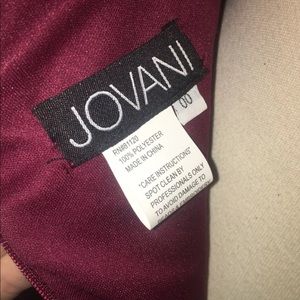 JOVANI
00
RN#81120
100% POLYESTER
MADE IN CHINA
"CARE INSTRUCTIONS"
SPOT CLEAN BY
PROFESSIONALS ONLY
TO AVOID DAMAGE TO